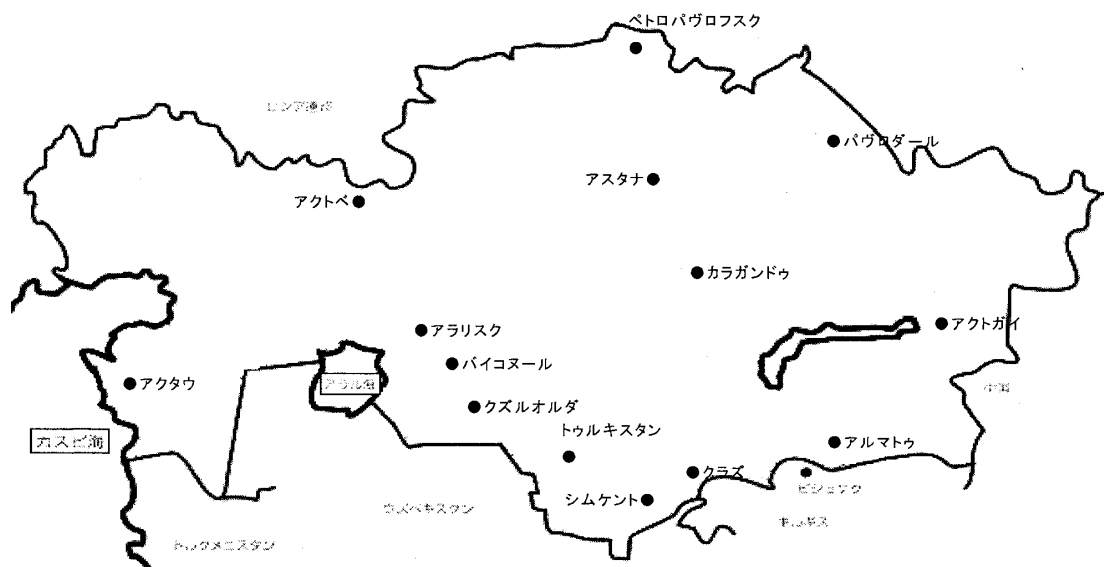 ペトロパヴロフスク
ロシア連邦
パヴロダール
アスタナ
アクトベ
カラガンドゥ
アクトガイ
アラリスク
バイコヌール
アクタウ
アラル海
クズルオルダ
中国
トゥルキスタン
カスピ海
アルマトゥ
クラズ
ビシュケク
シムケント
ウズベキスタン
キルギス
トルクメニスタン